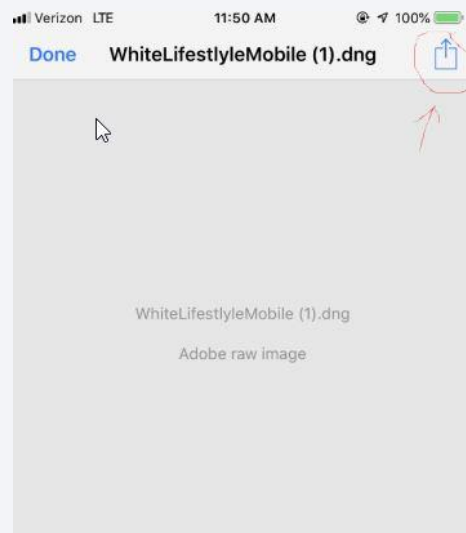 Verizon LTE 11:50 AM 100%
Done WhiteLifestlyleMobile (1).dng
WhiteLifestlyleMobile (1).dng
Adobe raw image